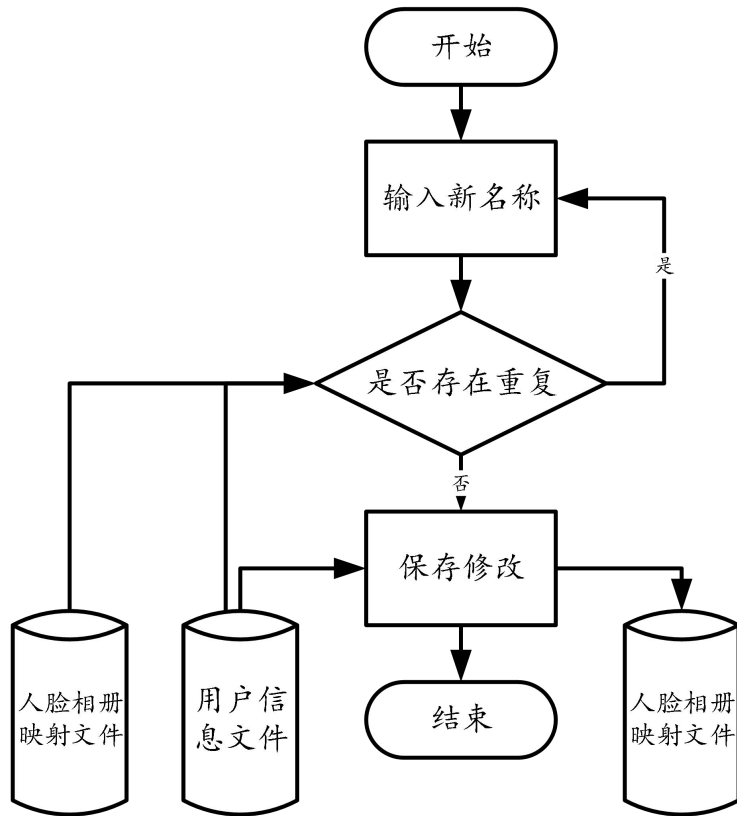 开始
输入新名称
是
是否存在重复
否
保存修改
人脸相册
映射文件
用户信
息文件
结束
人脸相册
映射文件